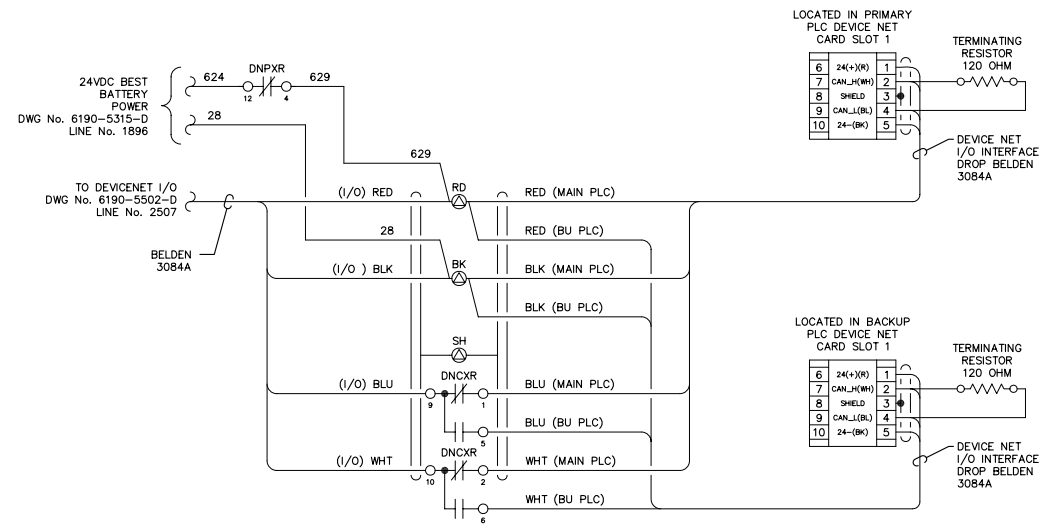 LOCATED IN PRIMARY
PLC DEVICE NET
CARD SLOT 1
TERMINATING
RESISTOR
120 OHM
6 24(+)(R) 1
7 CAN_H(WH) 2
8 SHIELD 3
9 CAN_L(BL) 4
10 24-(BK) 5
DEVICE NET
I/O INTERFACE
DROP BELDEN
3084A
24VDC BEST
BATTERY
POWER
DWG No. 6190-5315-D
LINE No. 1896
624
DNPXR
12
4
629
28
629
TO DEVICENET I/O
DWG No. 6190-5502-D
LINE No. 2507
BELDEN
3084A
(I/O) RED
RD
RED (MAIN PLC)
RED (BU PLC)
28
(I/O ) BLK
BK
BLK (MAIN PLC)
BLK (BU PLC)
SH
(I/O) BLU
DNCXR
9
1
BLU (MAIN PLC)
5
BLU (BU PLC)
(I/O) WHT
DNCXR
10
2
WHT (MAIN PLC)
6
WHT (BU PLC)
LOCATED IN BACKUP
PLC DEVICE NET
CARD SLOT 1
TERMINATING
RESISTOR
120 OHM
6 24(+)(R) 1
7 CAN_H(WH) 2
8 SHIELD 3
9 CAN_L(BL) 4
10 24-(BK) 5
DEVICE NET
I/O INTERFACE
DROP BELDEN
3084A